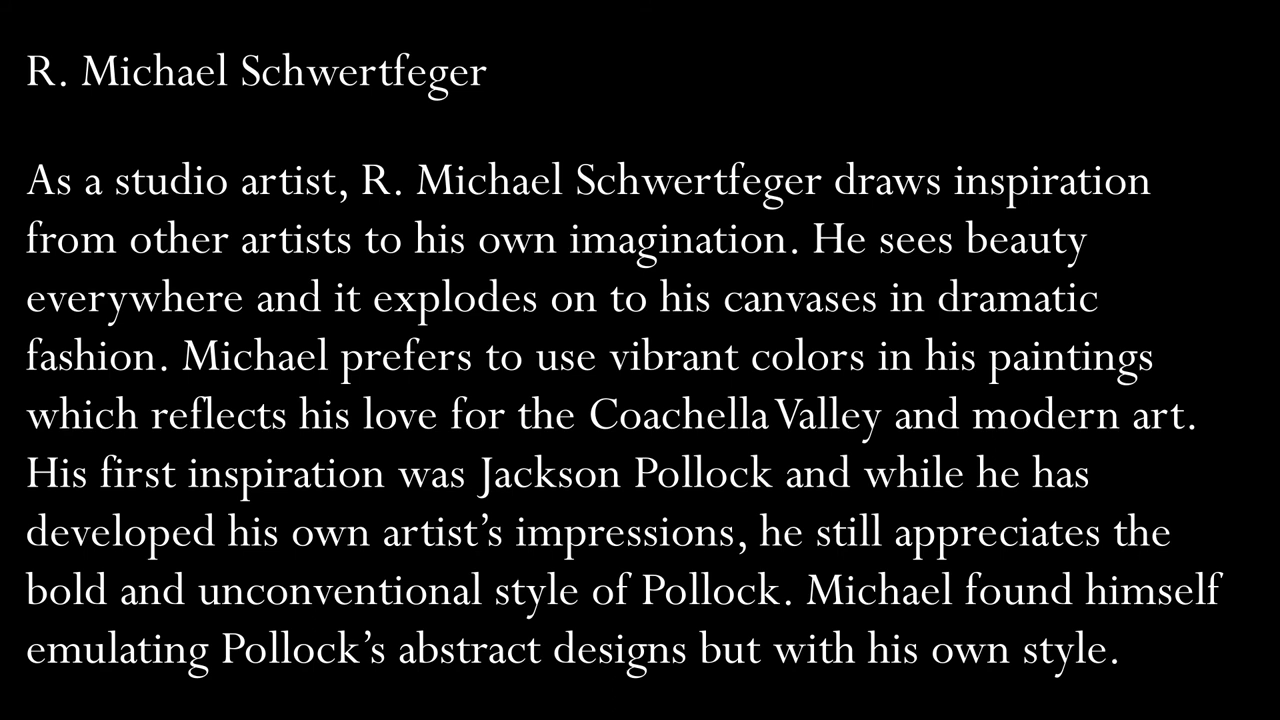 R. Michael Schwertfeger
As a studio artist, R. Michael Schwertfeger draws inspiration
from other artists to his own imagination. He sees beauty
everywhere and it explodes on to his canvases in dramatic
fashion. Michael prefers to use vibrant colors in his paintings
which reflects his love for the Coachella Valley and modern art.
His first inspiration was Jackson Pollock and while he has
developed his own artist’s impressions, he still appreciates the
bold and unconventional style of Pollock. Michael found himself
emulating Pollock’s abstract designs but with his own style.